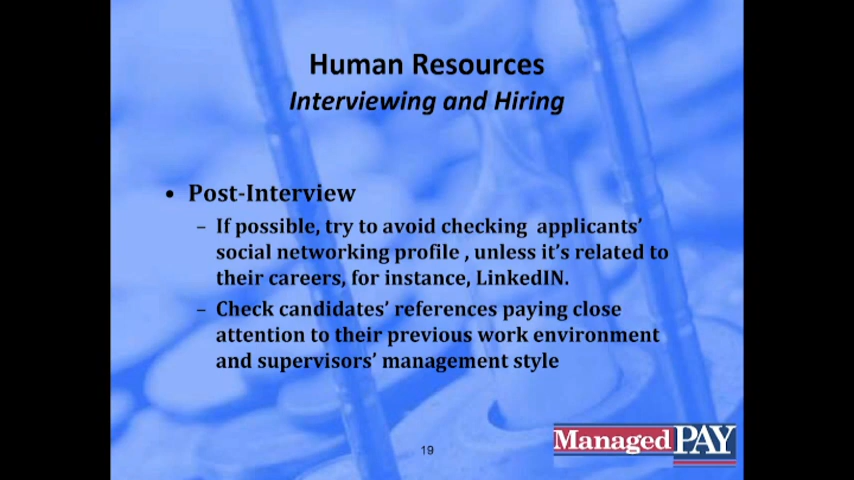 Human Resources
Interviewing and Hiring
• Post-Interview
– If possible, try to avoid checking applicants’
social networking profile , unless it’s related to
their careers, for instance, LinkedIN.
– Check candidates’ references paying close
attention to their previous work environment
and supervisors’ management style
19
ManagedPAY